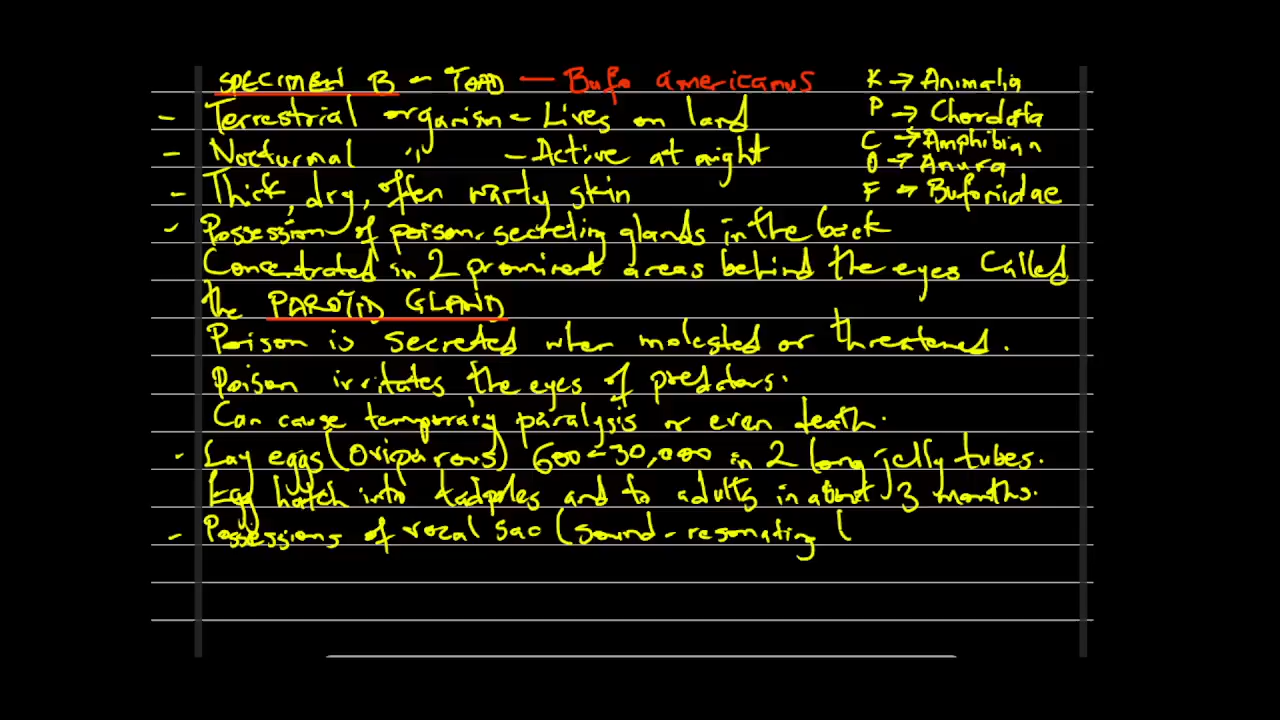 SPECIMEN B - TOAD - Bufo americanus
K → Animalia
- Terrestrial organism - Lives on land
P → Chordata
- Nocturnal " - Active at night
C → Amphibian
O → Anura
- Thick, dry, often warty skin
F → Bufonidae
- Possession of poison-secreting glands in the back
Concentrated in 2 prominent areas behind the eyes Called
the PAROTID GLAND
Poison is secreted when molested or threatened.
Poison irritates the eyes of predators.
Can cause temporary paralysis or even death.
- Lay eggs (Oviparous) 600-30,000 in 2 long jelly tubes.
Egg hatch into tadpoles and to adults in about 3 months.
- Possessions of vocal sac (sound-resonating